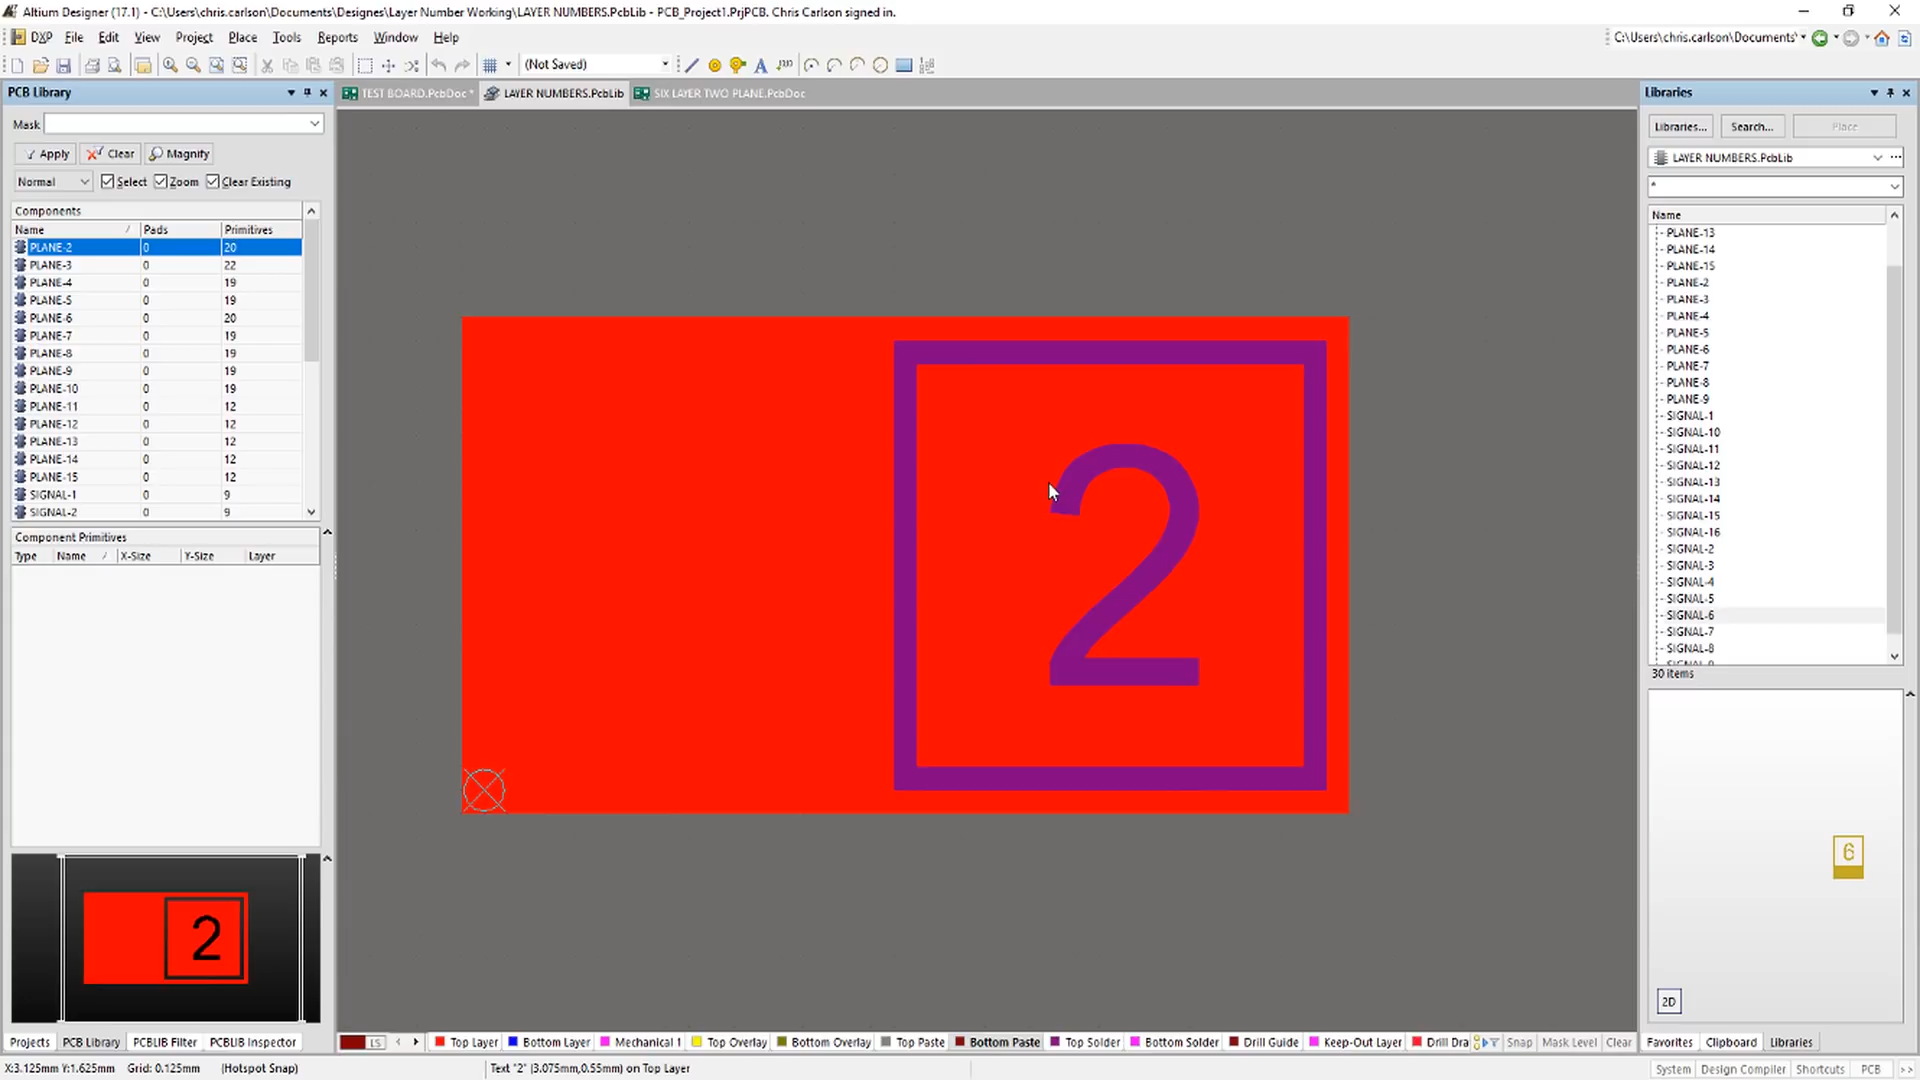 Altium Designer (17.1) - C:\Users\chris.carlson\Documents\Designes\Layer Number Working\LAYER NUMBERS.PcbLib - PCB_Project1.PrjPCB. Chris Carlson signed in.
DXP File Edit View Project Place Tools Reports Window Help
C:\Users\chris.carlson\Documents\
(Not Saved)
PCB Library
TEST BOARD.PcbDoc *
LAYER NUMBERS.PcbLib
SIX LAYER TWO PLANE.PcbDoc
Libraries
Mask
Apply Clear Magnify
Normal Select Zoom Clear Existing
Components
Name / Pads Primitives
PLANE-2 0 20
PLANE-3 0 22
PLANE-4 0 19
PLANE-5 0 19
PLANE-6 0 20
PLANE-7 0 19
PLANE-8 0 19
PLANE-9 0 19
PLANE-10 0 19
PLANE-11 0 12
PLANE-12 0 12
PLANE-13 0 12
PLANE-14 0 12
PLANE-15 0 12
SIGNAL-1 0 9
SIGNAL-2 0 9
Component Primitives
Type Name / X-Size Y-Size Layer
2
2
Libraries... Search... Place
LAYER NUMBERS.PcbLib ...
*
Name
PLANE-13
PLANE-14
PLANE-15
PLANE-2
PLANE-3
PLANE-4
PLANE-5
PLANE-6
PLANE-7
PLANE-8
PLANE-9
SIGNAL-1
SIGNAL-10
SIGNAL-11
SIGNAL-12
SIGNAL-13
SIGNAL-14
SIGNAL-15
SIGNAL-16
SIGNAL-2
SIGNAL-3
SIGNAL-4
SIGNAL-5
SIGNAL-6
SIGNAL-7
SIGNAL-8
30 items
6
2D
Projects PCB Library PCBLIB Filter PCBLIB Inspector
LS Top Layer Bottom Layer Mechanical 1 Top Overlay Bottom Overlay Top Paste Bottom Paste Top Solder Bottom Solder Drill Guide Keep-Out Layer Drill Dra Snap Mask Level Clear
Favorites Clipboard Libraries
X:3.125mm Y:1.625mm Grid: 0.125mm (Hotspot Snap)
Text "2" (3.075mm,0.55mm) on Top Layer
System Design Compiler Shortcuts PCB >>